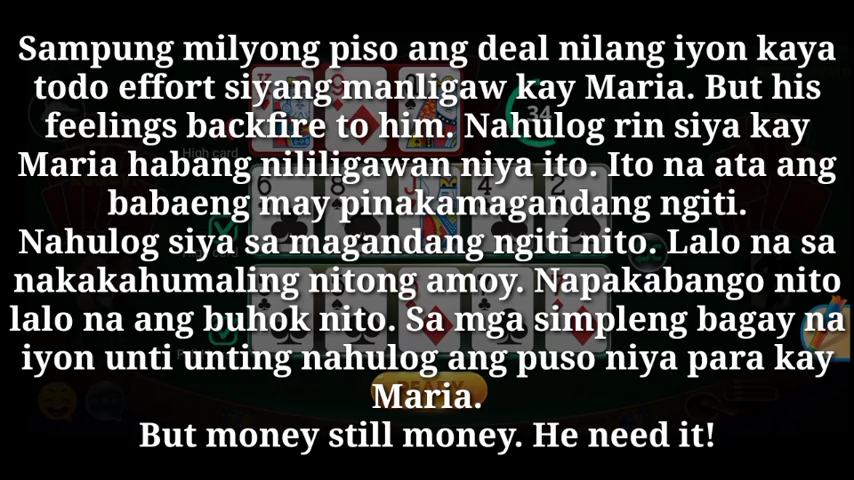 Sampung milyong piso ang deal nilang iyon kaya
todo effort siyang manligaw kay Maria. But his
feelings backfire to him. Nahulog rin siya kay
Maria habang nililigawan niya ito. Ito na ata ang
babaeng may pinakamagandang ngiti.
Nahulog siya sa magandang ngiti nito. Lalo na sa
nakakahumaling nitong amoy. Napakabango nito
lalo na ang buhok nito. Sa mga simpleng bagay na
iyon unti unting nahulog ang puso niya para kay
Maria.
But money still money. He need it!
34
High card